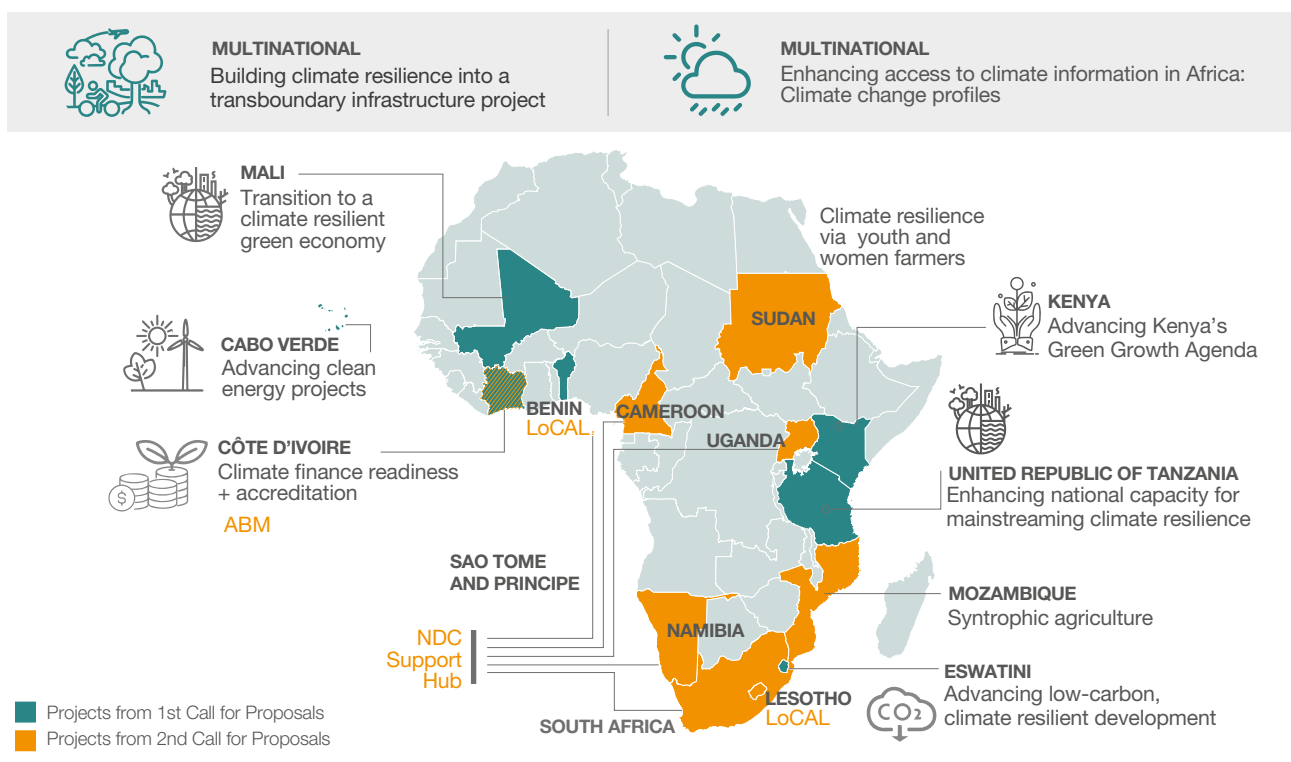 MULTINATIONAL
Building climate resilience into a
transboundary infrastructure project
MULTINATIONAL
Enhancing access to climate information in Africa:
Climate change profiles
MALI
Transition to a
climate resilient
green economy
Climate resilience
via youth and
women farmers
SUDAN
KENYA
Advancing Kenya's
Green Growth Agenda
CABO VERDE
Advancing clean
energy projects
BENIN
LoCAL
CAMEROON
UGANDA
CÔTE D'IVOIRE
Climate finance readiness
+ accreditation
ABM
$
UNITED REPUBLIC OF TANZANIA
Enhancing national capacity for
mainstreaming climate resilience
SAO TOME
AND PRINCIPE
MOZAMBIQUE
Syntrophic agriculture
NAMIBIA
NDC
Support
Hub
ESWATINI
Advancing low-carbon,
climate resilient development
CO2
LESOTHO
LoCAL
SOUTH AFRICA
Projects from 1st Call for Proposals
Projects from 2nd Call for Proposals